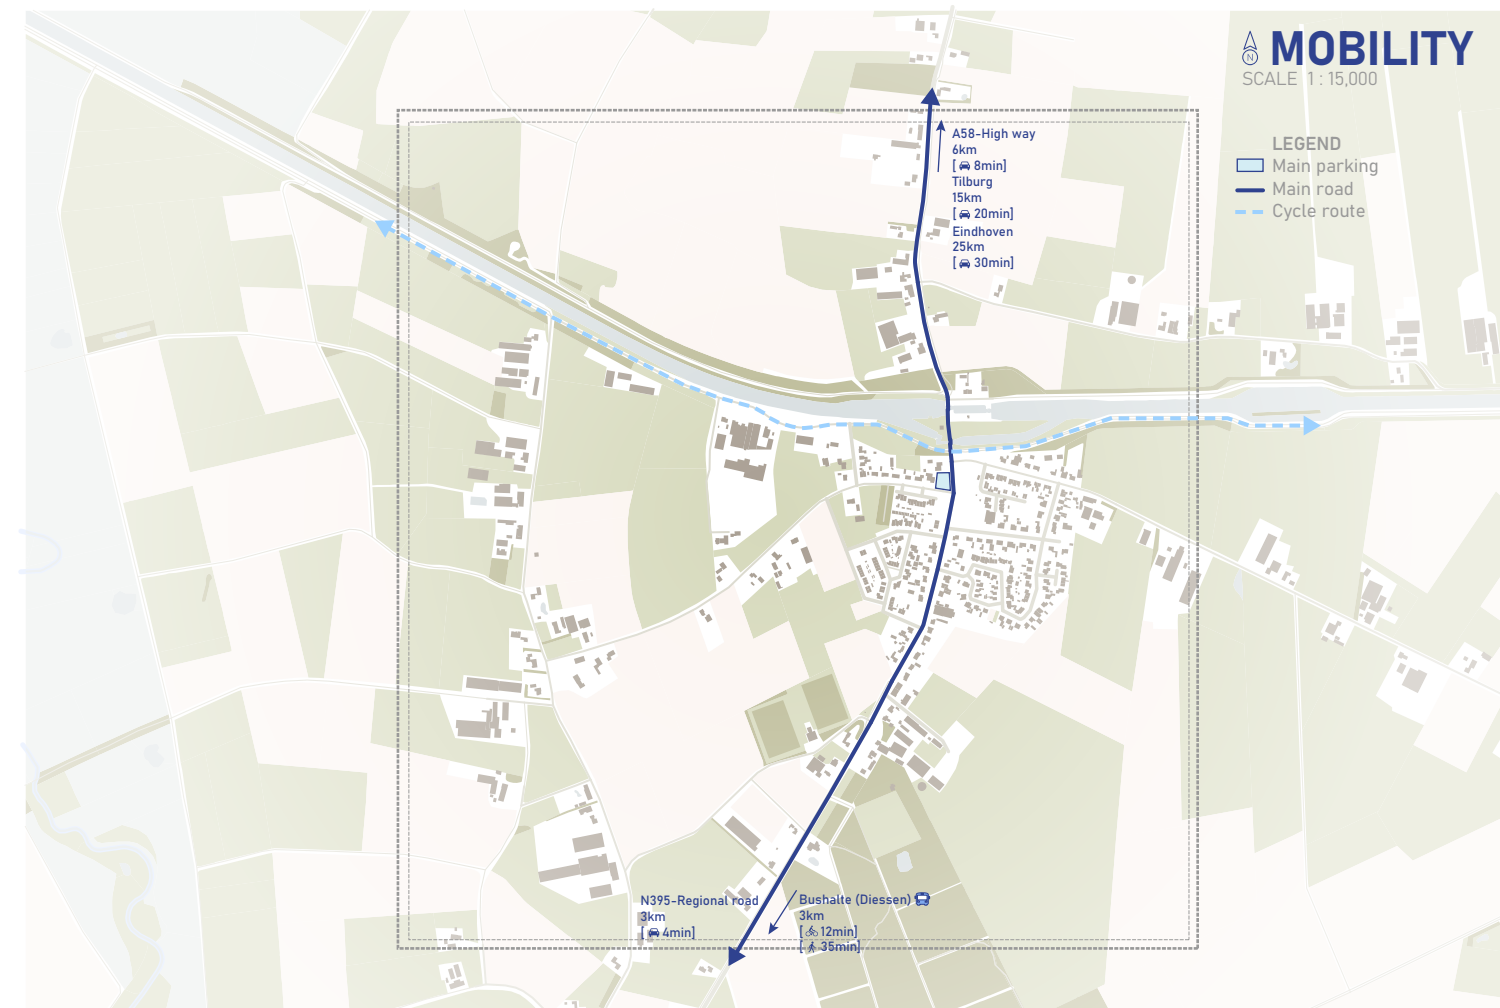 N
MOBILITY
SCALE 1 : 15,000
LEGEND
Main parking
Main road
Cycle route
A58-High way
6km
[ 8min]
Tilburg
15km
[ 20min]
Eindhoven
25km
[ 30min]
N395-Regional road
3km
[ 4min]
Bushalte (Diessen)
3km
[ 12min]
[ 35min]